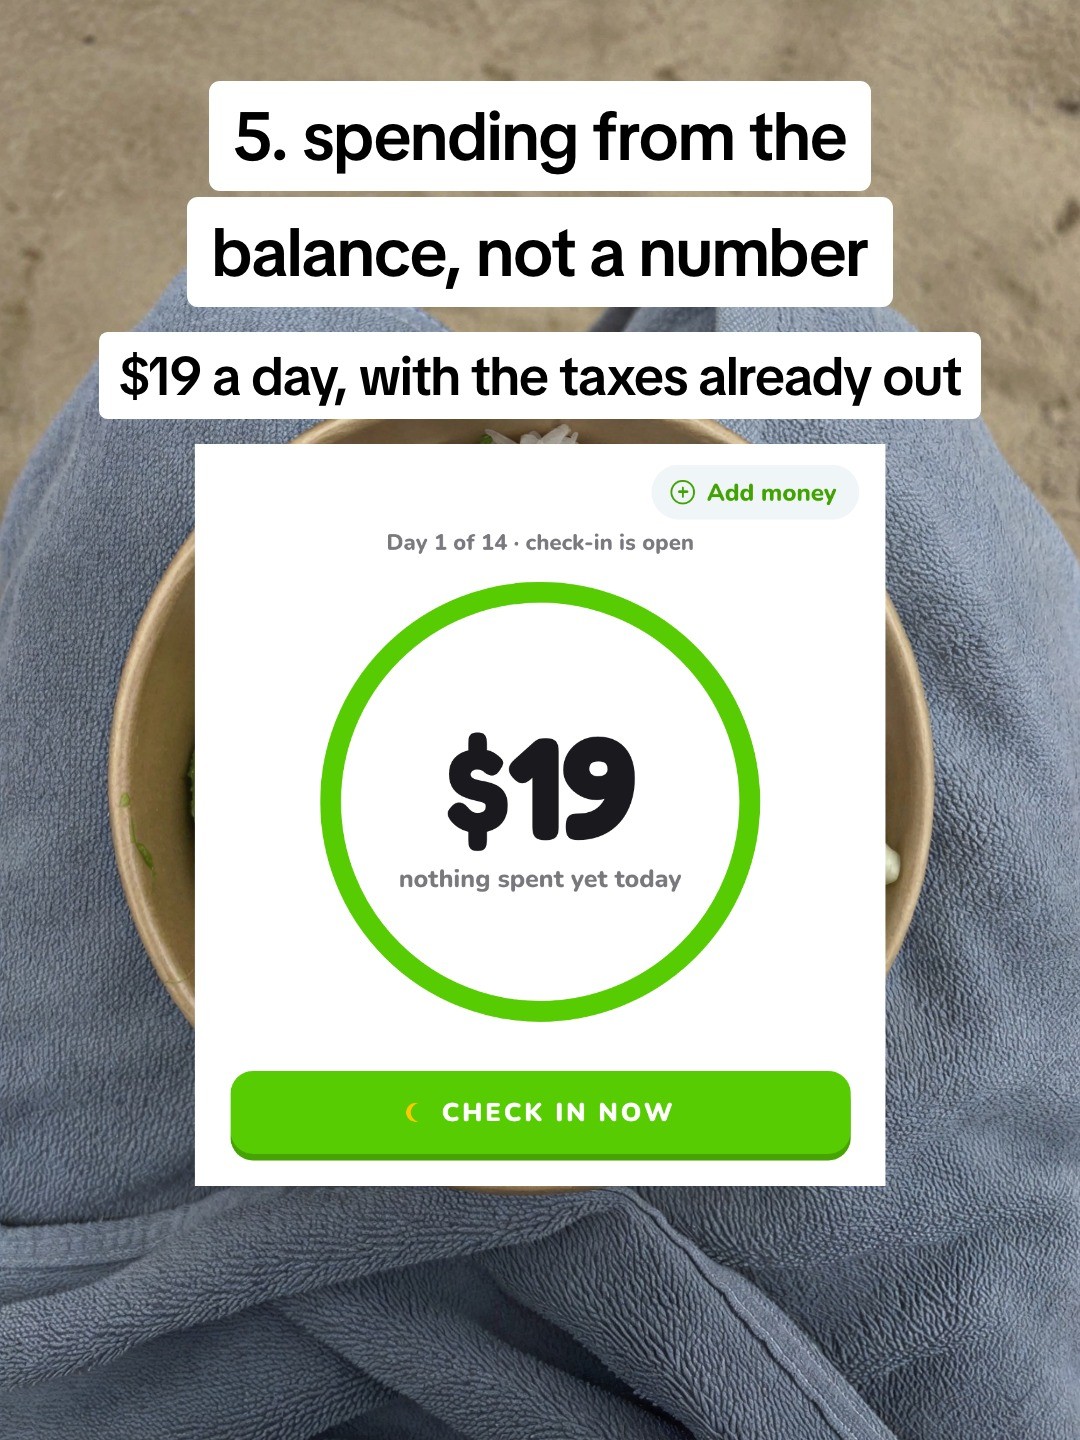 5. spending from the
balance, not a number
$19 a day, with the taxes already out
Add money
Day 1 of 14 · check-in is open
$19
nothing spent yet today
CHECK IN NOW